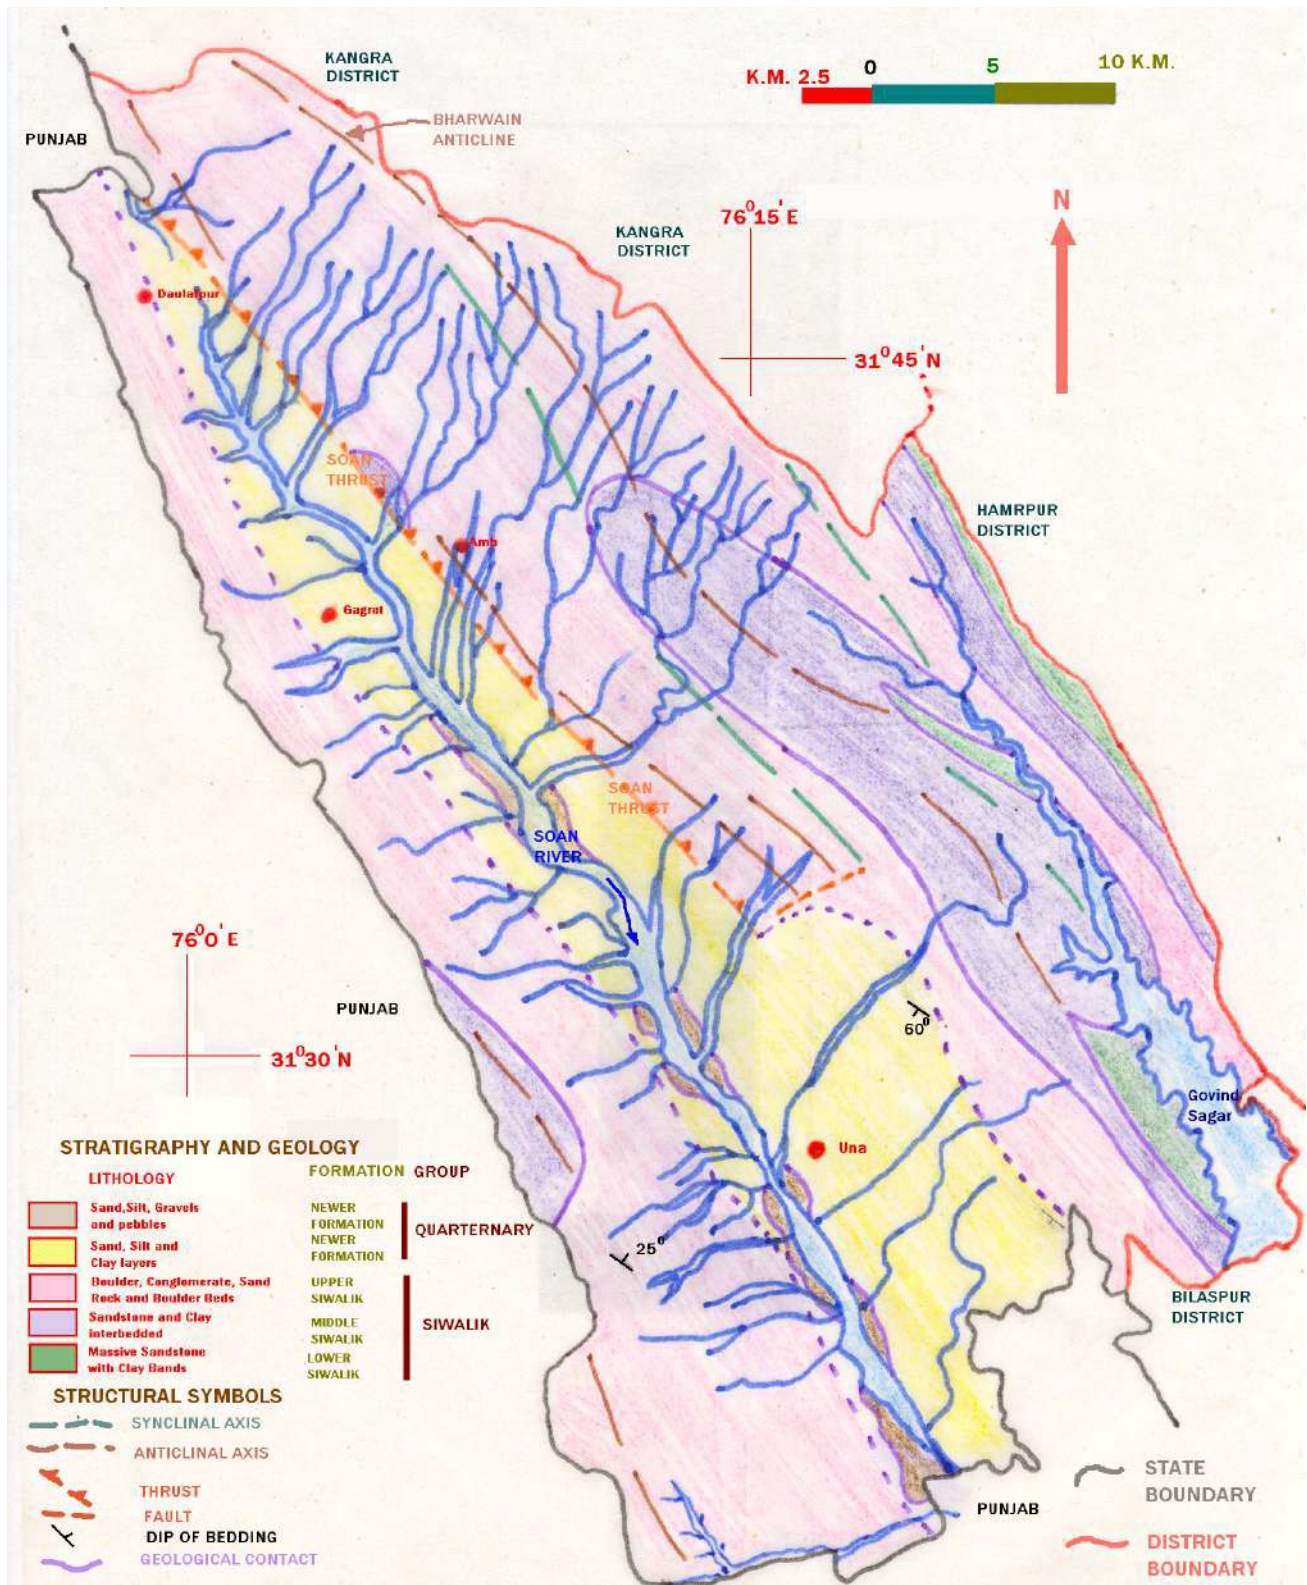 KANGRA
DISTRICT
K.M. 2.5
0
5
10 K.M.
BHARWAIN
ANTICLINE
PUNJAB
N
76⁰15'E
KANGRA
DISTRICT
Daulatpur
31⁰45'N
SOAN
THRUST
HAMRPUR
DISTRICT
Amb
Gagret
SOAN
THRUST
SOAN
RIVER
76⁰0'E
PUNJAB
60⁰
31⁰30'N
Govind
Sagar
Una
25⁰
BILASPUR
DISTRICT
PUNJAB
STRATIGRAPHY AND GEOLOGY
LITHOLOGY
FORMATION GROUP
Sand,Silt, Gravels
and pebbles
NEWER
FORMATION
Sand, Silt and
Clay layers
NEWER
FORMATION
QUARTERNARY
Boulder, Conglomerate, Sand
Rock and Boulder Beds
UPPER
SIWALIK
Sandstone and Clay
interbedded
MIDDLE
SIWALIK
SIWALIK
Massive Sandstone
with Clay Bands
LOWER
SIWALIK
STRUCTURAL SYMBOLS
SYNCLINAL AXIS
ANTICLINAL AXIS
THRUST
FAULT
DIP OF BEDDING
GEOLOGICAL CONTACT
STATE
BOUNDARY
DISTRICT
BOUNDARY